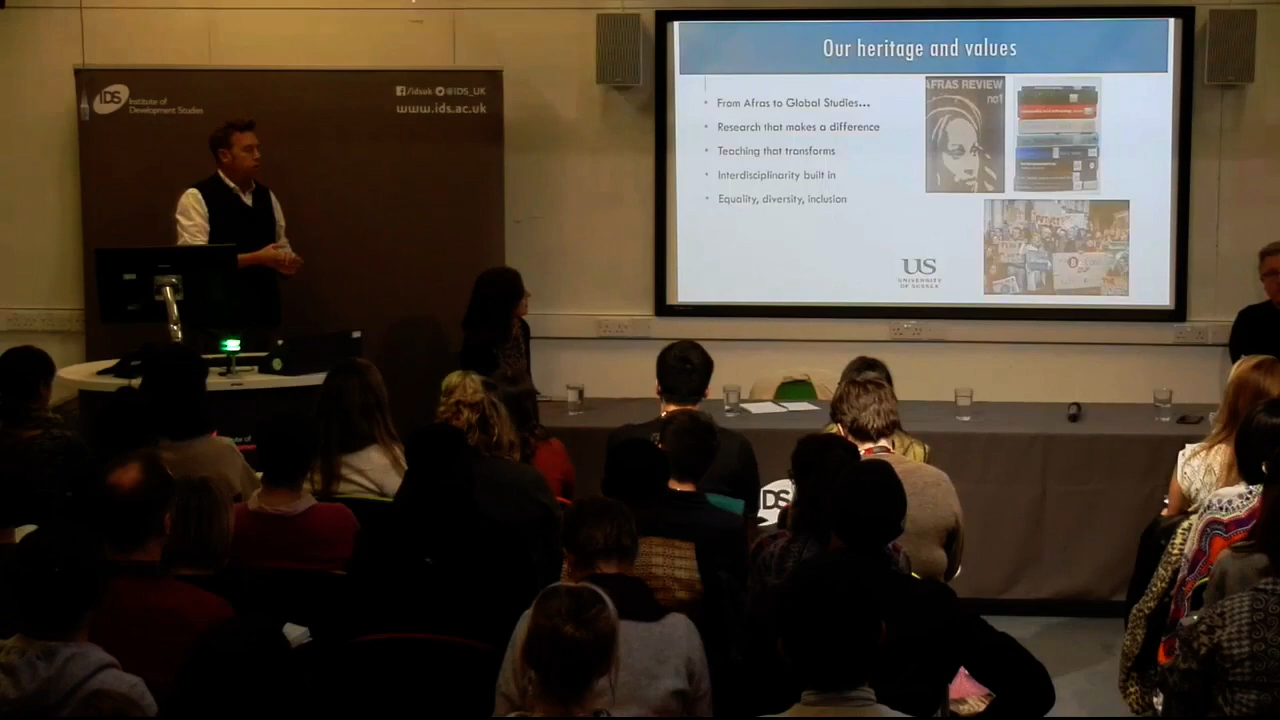 IDS Institute of
Development Studies
/idsuk @IDS_UK
www.ids.ac.uk
Our heritage and values
• From Afras to Global Studies...
• Research that makes a difference
• Teaching that transforms
• Interdisciplinarity built in
• Equality, diversity, inclusion
AFRAS REVIEW
no1
US
UNIVERSITY
OF SUSSEX
IDS